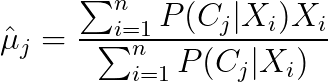 \hat{\mu}_j = \frac{\sum_{i=1}^{n} P(C_j|X_i)X_i}{\sum_{i=1}^{n} P(C_j|X_i)}